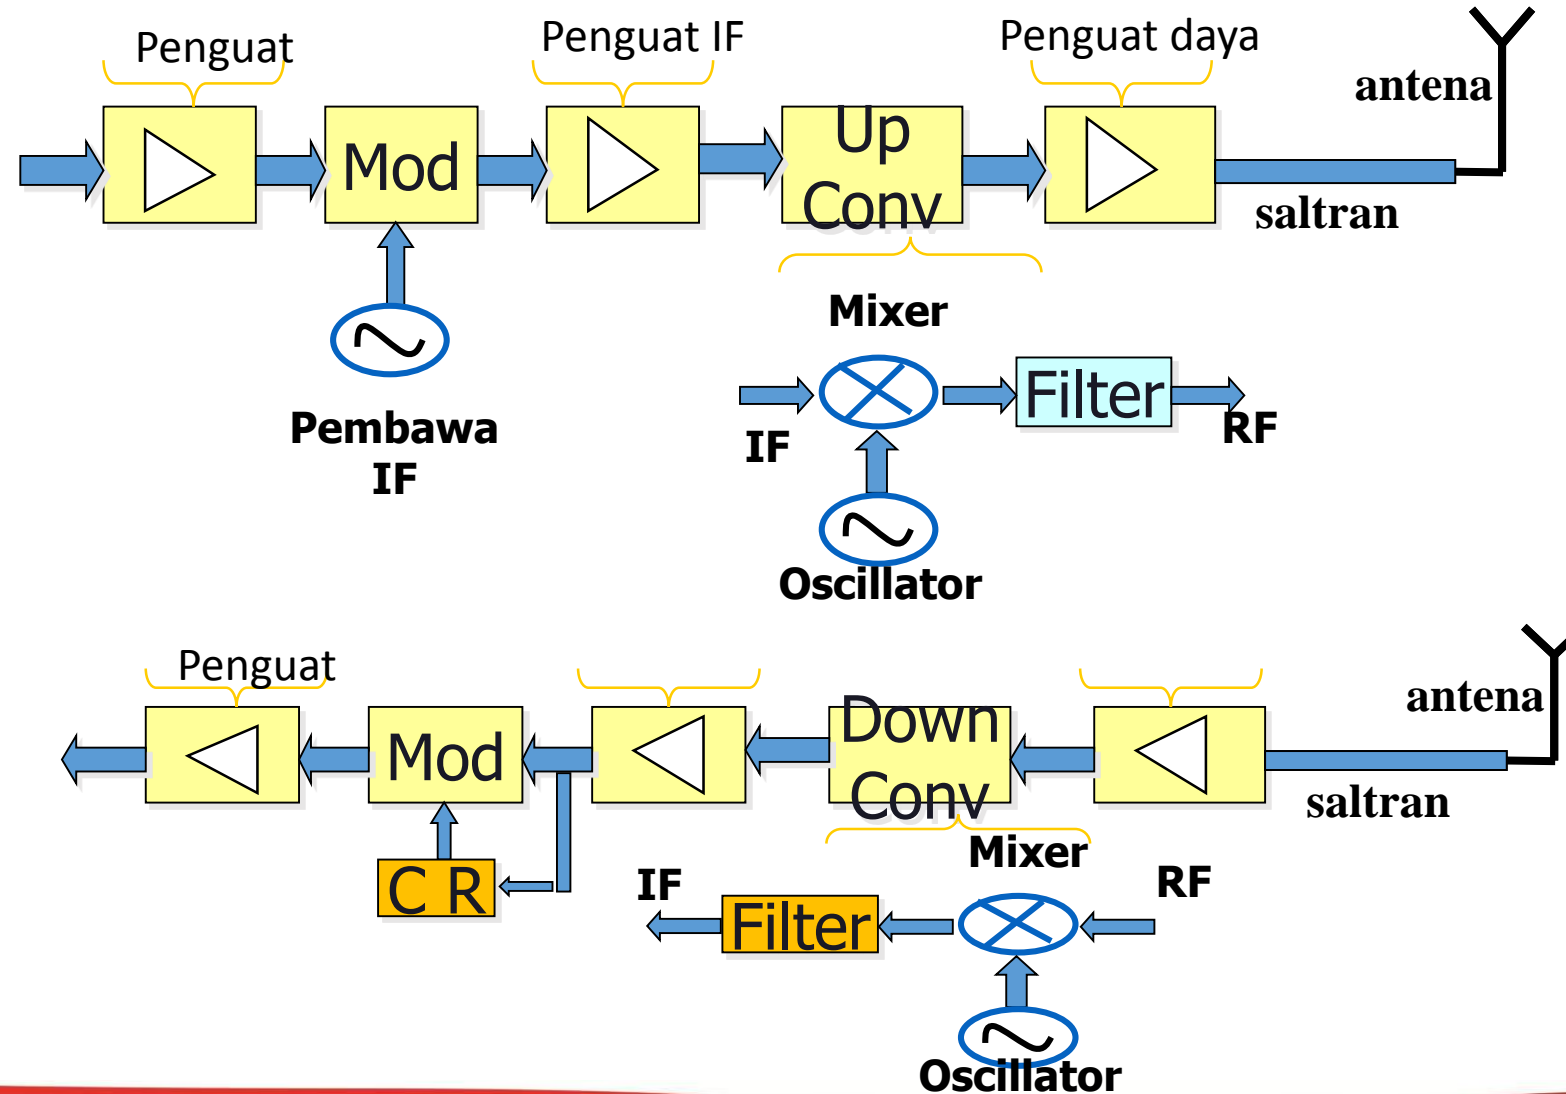 Penguat
Penguat IF
Penguat daya
antena
Mod
Up
Conv
saltran
Mixer
Pembawa
IF
IF
Filter
RF
Oscillator
Penguat
antena
Mod
Down
Conv
saltran
Mixer
C R
IF
Filter
RF
Oscillator